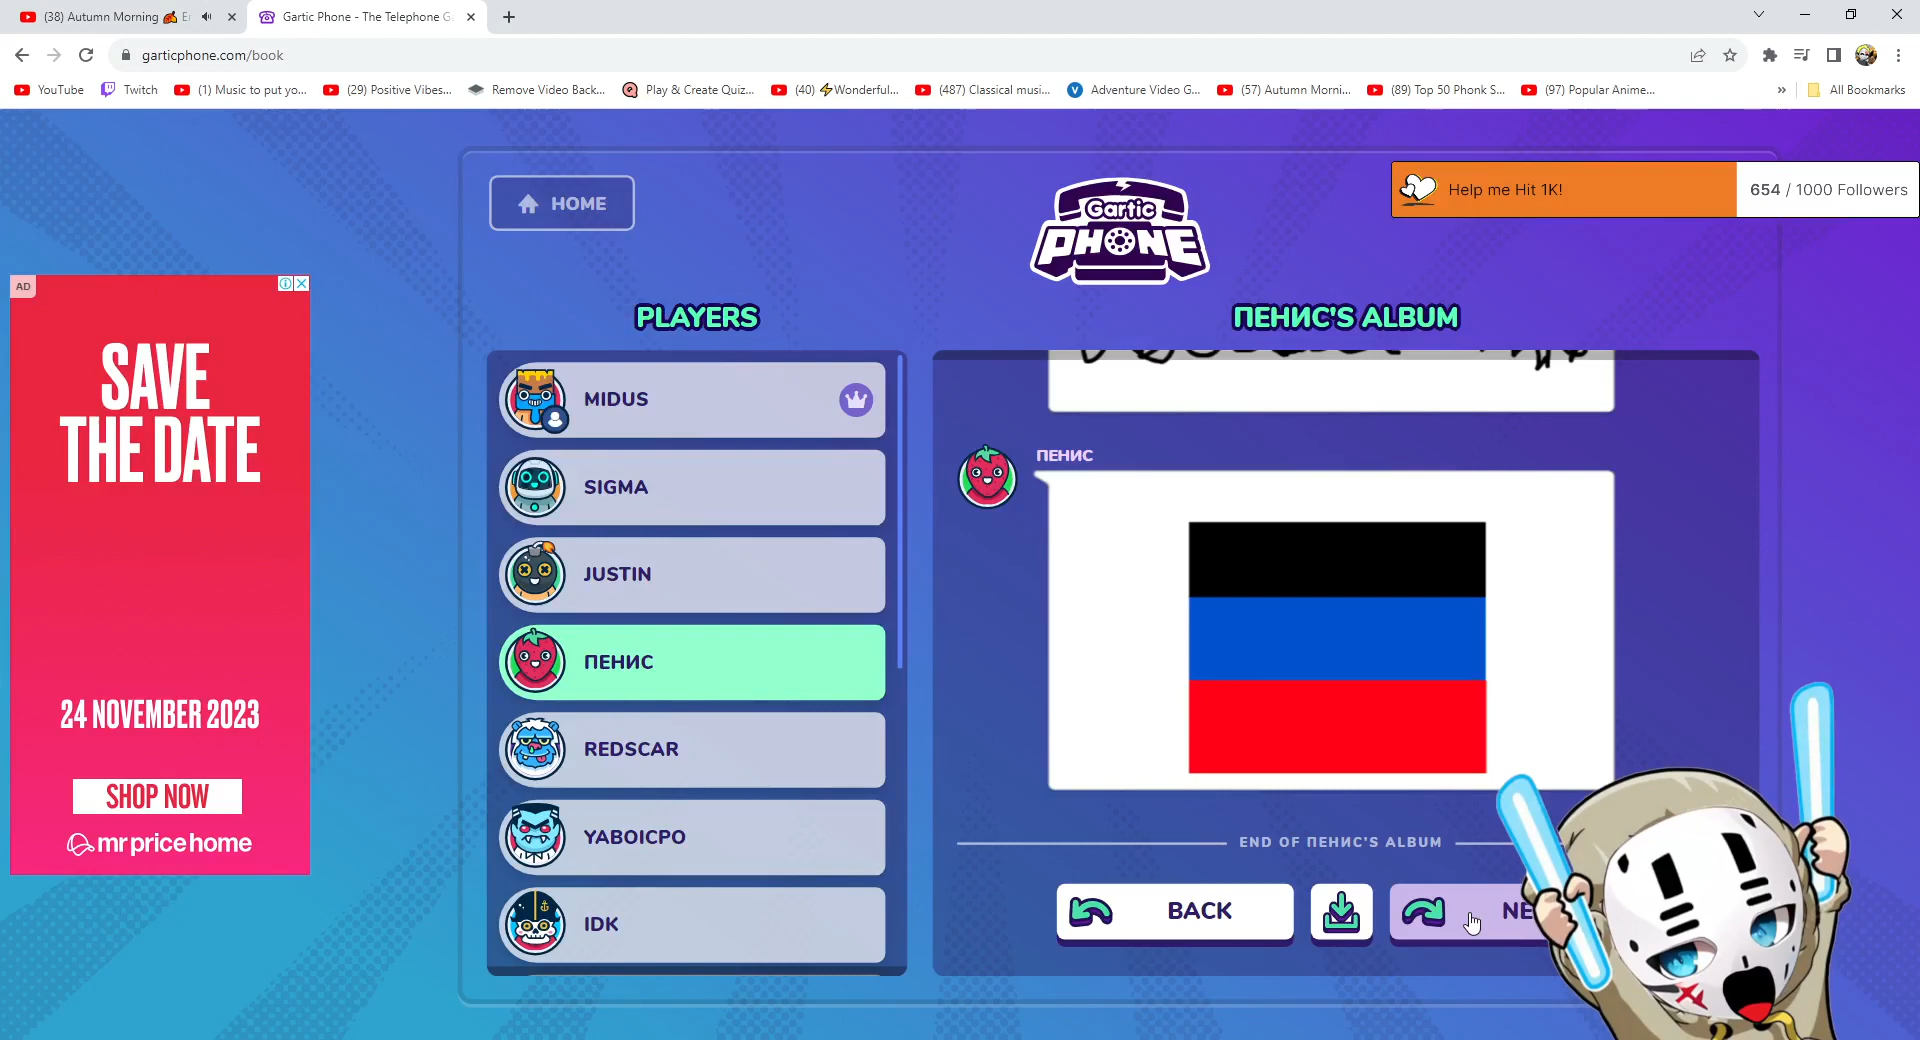 (38) Autumn Morning 🍂 E
Gartic Phone - The Telephone G
garticphone.com/book
YouTube
Twitch
(1) Music to put yo...
(29) Positive Vibes...
Remove Video Back...
Play & Create Quiz...
(40) ⚡Wonderful...
(487) Classical musi...
Adventure Video G...
(57) Autumn Morni...
(89) Top 50 Phonk S...
(97) Popular Anime...
»
All Bookmarks
HOME
Gartic
PHONE
Help me Hit 1K!
654 / 1000 Followers
AD
SAVE
THE DATE
24 NOVEMBER 2023
SHOP NOW
mr price home
PLAYERS
MIDUS
SIGMA
JUSTIN
ПЕНИС
REDSCAR
YABOICPO
IDK
ПЕНИС'S ALBUM
ПЕНИС
END OF ПЕНИС'S ALBUM
BACK
NE